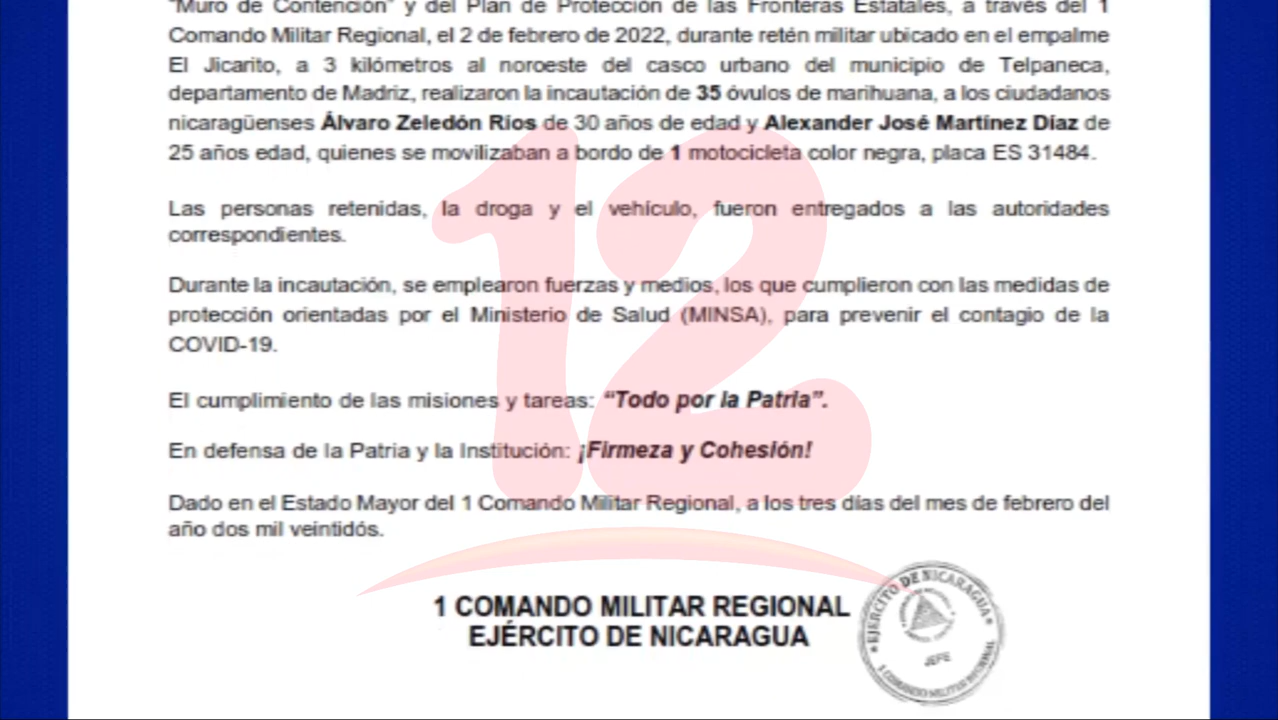 "Muro de Contención" y del Plan de Protección de las Fronteras Estatales, a través del 1
Comando Militar Regional, el 2 de febrero de 2022, durante retén militar ubicado en el empalme
El Jicarito, a 3 kilómetros al noroeste del casco urbano del municipio de Telpaneca,
departamento de Madriz, realizaron la incautación de 35 óvulos de marihuana, a los ciudadanos
nicaragüenses Álvaro Zeledón Ríos de 30 años de edad y Alexander José Martínez Díaz de
25 años edad, quienes se movilizaban a bordo de 1 motocicleta color negra, placa ES 31484.
Las personas retenidas, la droga y el vehículo, fueron entregados a las autoridades
correspondientes.
Durante la incautación, se emplearon fuerzas y medios, los que cumplieron con las medidas de
protección orientadas por el Ministerio de Salud (MINSA), para prevenir el contagio de la
COVID-19.
El cumplimiento de las misiones y tareas: "Todo por la Patria".
En defensa de la Patria y la Institución: ¡Firmeza y Cohesión!
Dado en el Estado Mayor del 1 Comando Militar Regional, a los tres días del mes de febrero del
año dos mil veintidós.
1 COMANDO MILITAR REGIONAL
EJÉRCITO DE NICARAGUA
EJÉRCITO DE NICARAGUA
JEFE
1 COMANDO MILITAR REGIONAL
12